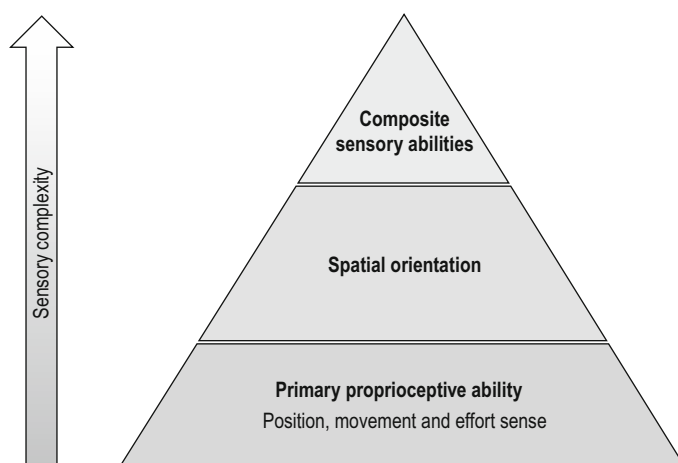 Sensory complexity
Composite
sensory abilities
Spatial orientation
Primary proprioceptive ability
Position, movement and effort sense